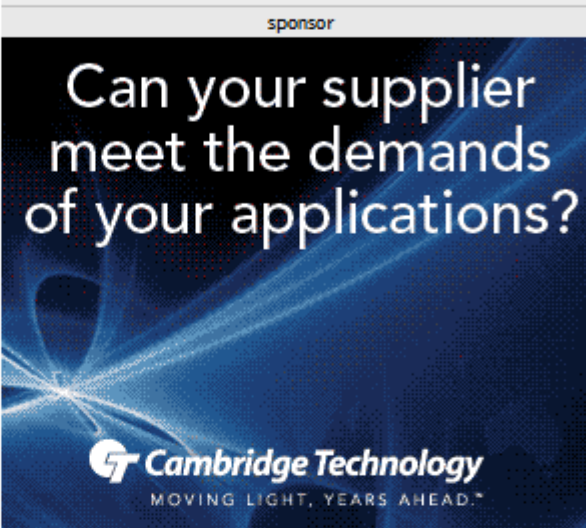 sponsor
Can your supplier
meet the demands
of your applications?
Cambridge Technology
MOVING LIGHT, YEARS AHEAD.™